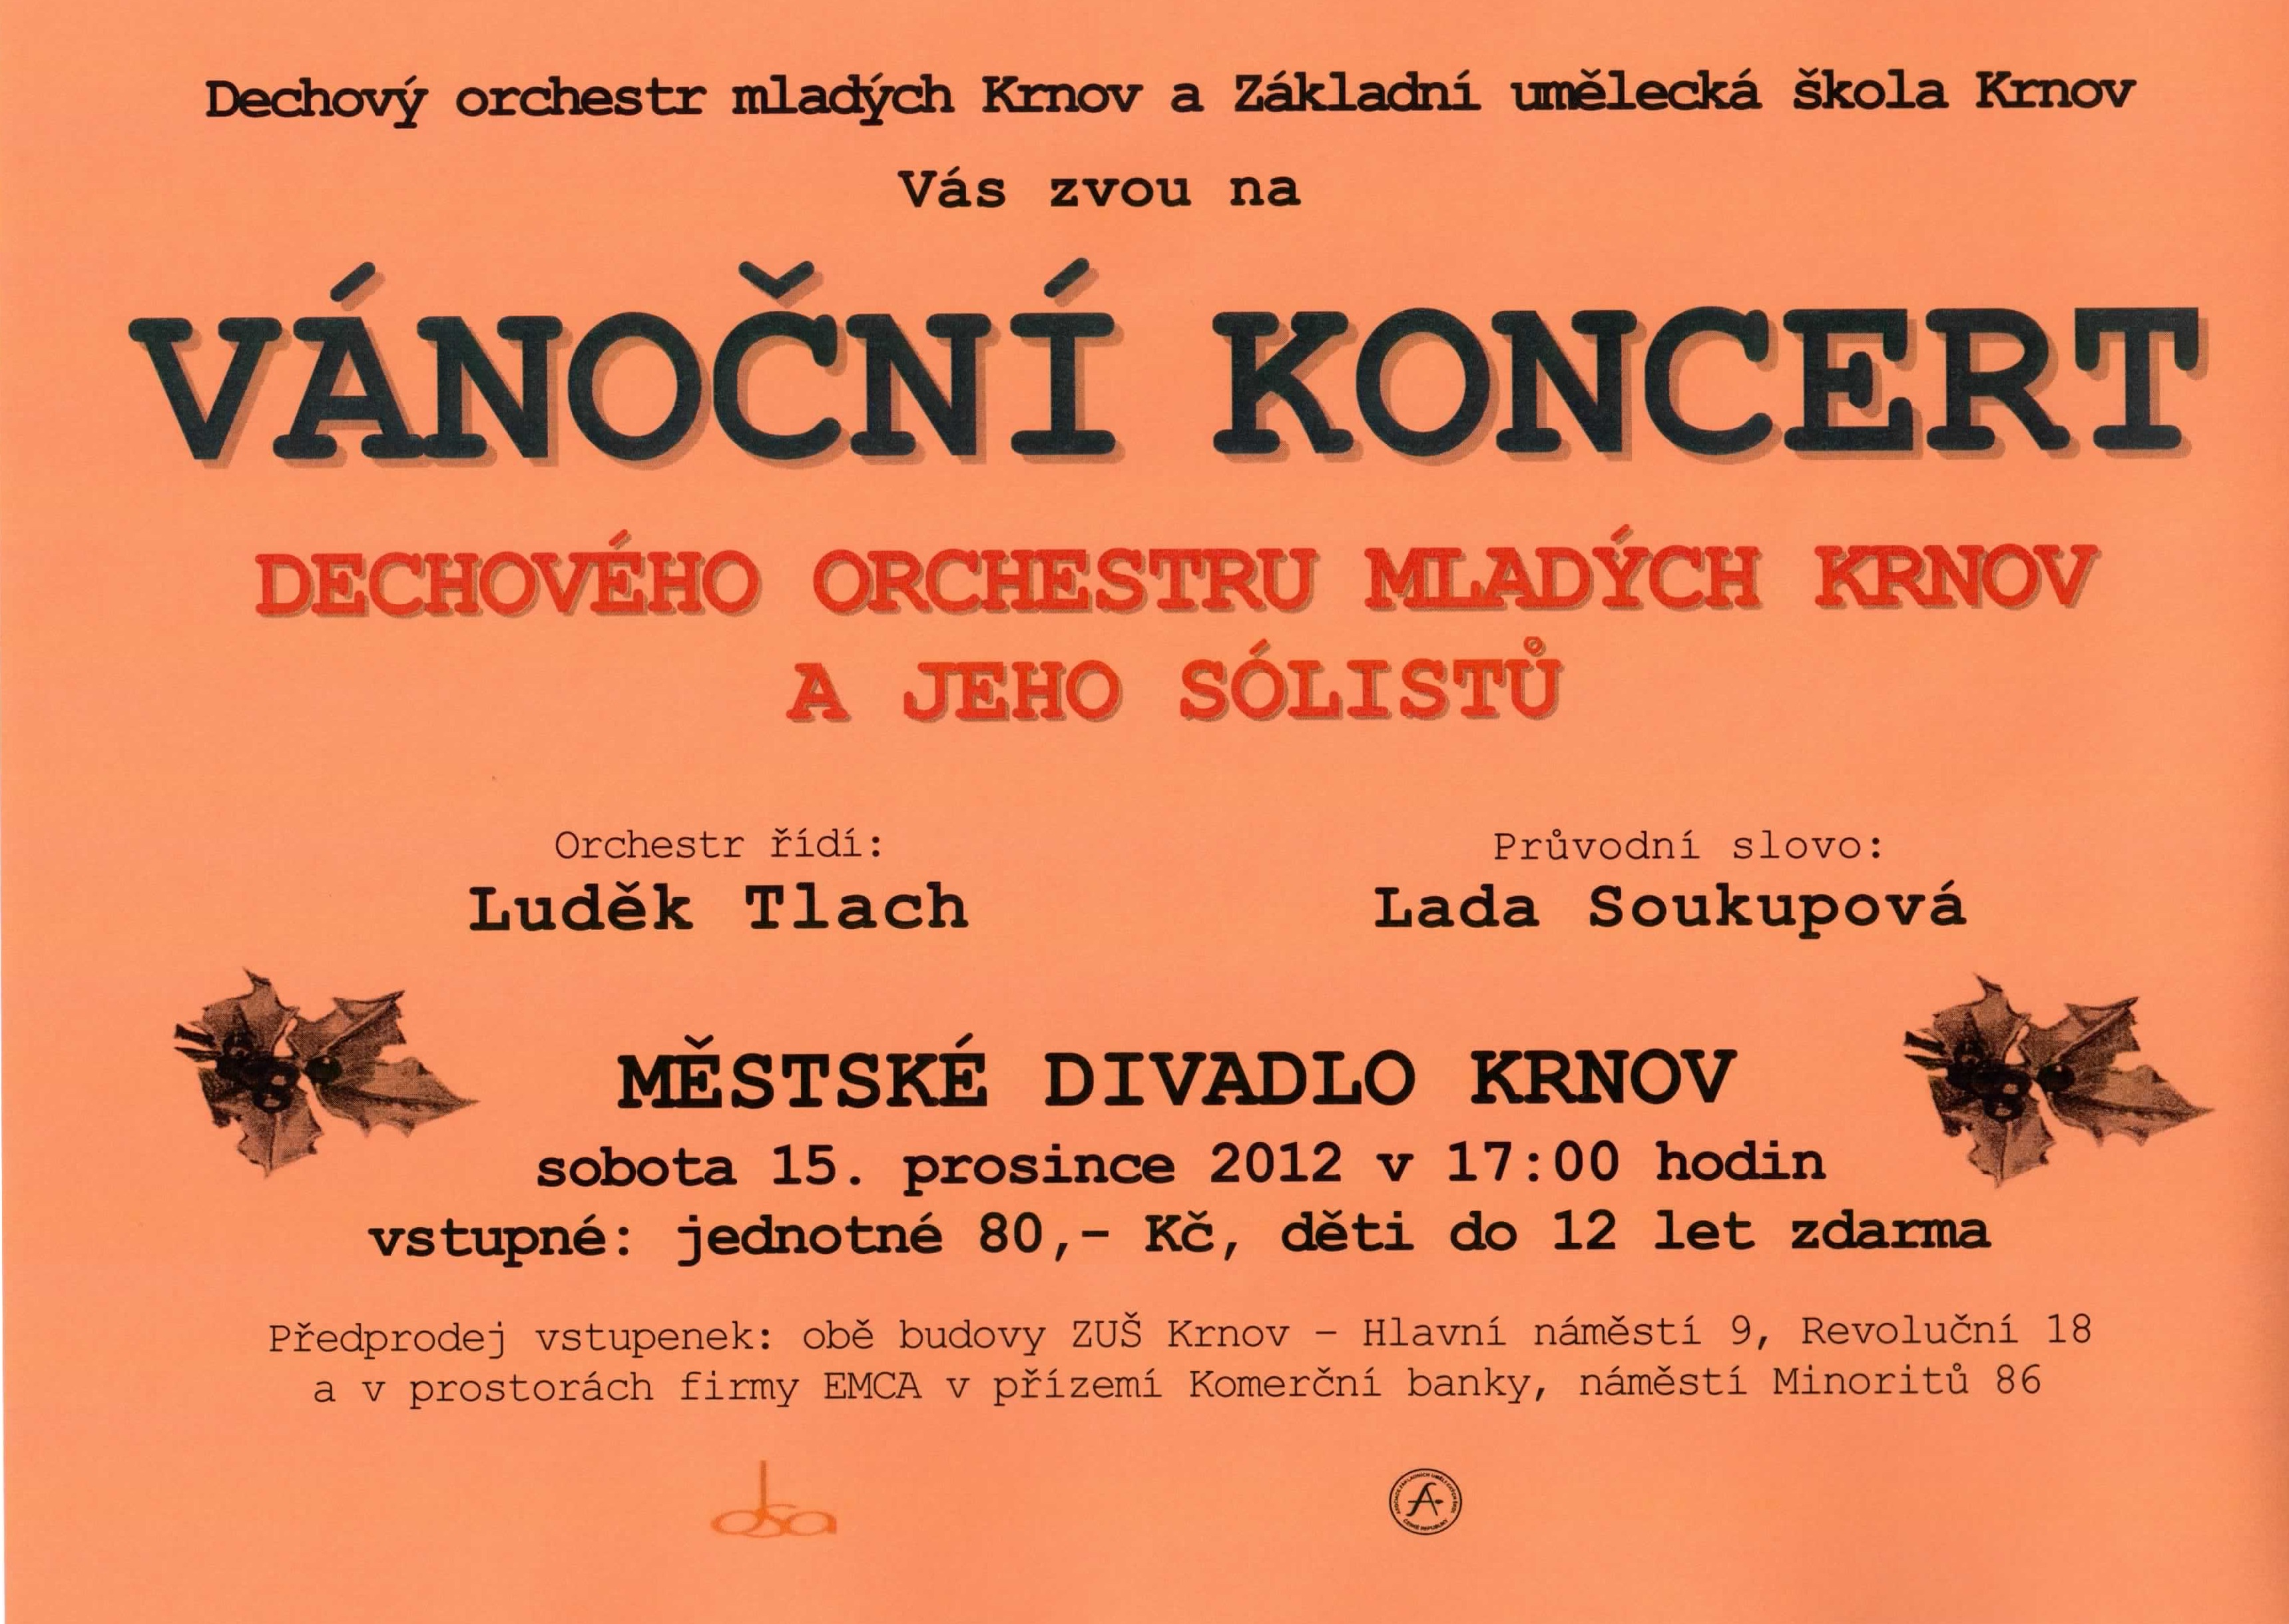 Dechový orchestr mladých Krnov a Základní umělecká škola Krnov
Vás zvou na
VÁNOČNÍ KONCERT
DECHOVÉHO ORCHESTRU MLADÝCH KRNOV
A JEHO SÓLISTŮ
Orchestr řídí:
Luděk Tlach
Průvodní slovo:
Lada Soukupová
MĚSTSKÉ DIVADLO KRNOV
sobota 15. prosince 2012 v 17:00 hodin
vstupné: jednotné 80,- Kč, děti do 12 let zdarma
Předprodej vstupenek: obě budovy ZUŠ Krnov – Hlavní náměstí 9, Revoluční 18
a v prostorách firmy EMCA v přízemí Komerční banky, náměstí Minoritů 86
osa